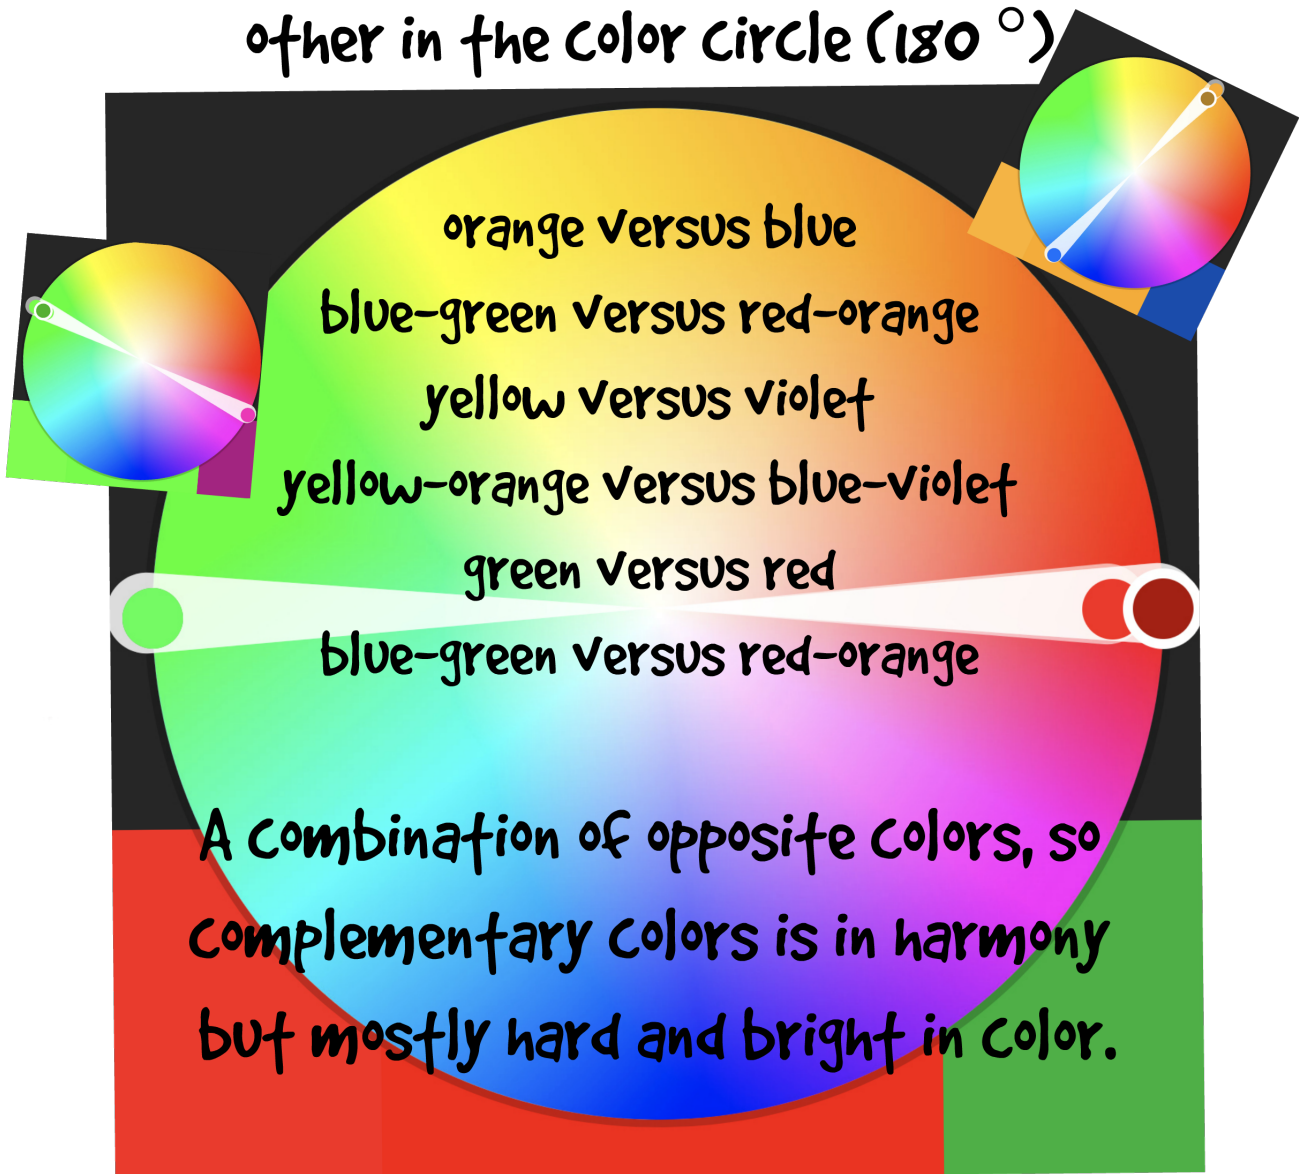 other in the color circle (180 °)
orange versus blue
blue-green versus red-orange
yellow versus violet
yellow-orange versus blue-violet
green versus red
blue-green versus red-orange
A combination of opposite colors, so
complementary colors is in harmony
but mostly hard and bright in color.